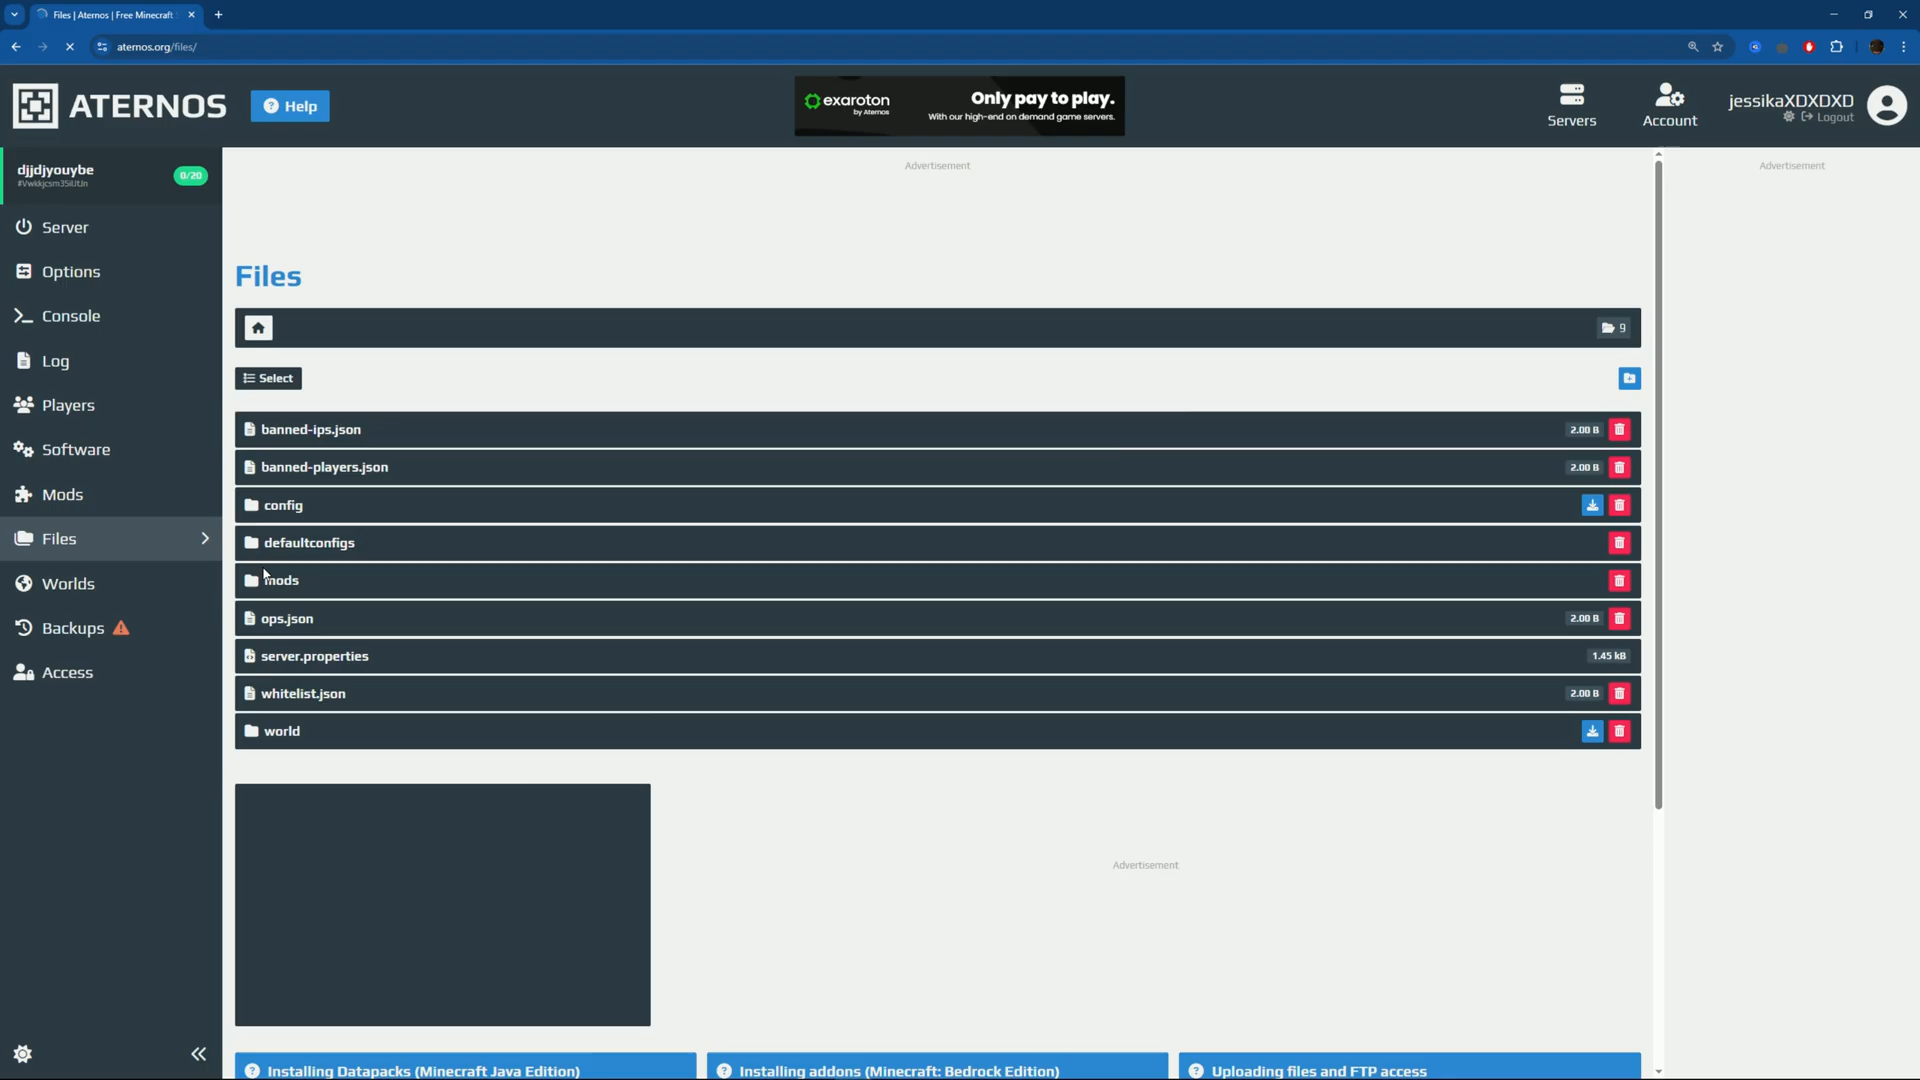 Files | Aternos | Free Minecraft
aternos.org/files/
ATERNOS
Help
exaroton
by Aternos
Only pay to play.
With our high-end on demand game servers.
Servers
Account
jessikaXDXDXD
Logout
djjdjyouybe
0/20
Server
Options
Console
Log
Players
Software
Mods
Files
Worlds
Backups
Access
Advertisement
Advertisement
Files
9
Select
banned-ips.json
2.00 B
banned-players.json
2.00 B
config
defaultconfigs
mods
ops.json
2.00 B
server.properties
1.45 kB
whitelist.json
2.00 B
world
Advertisement
Installing Datapacks (Minecraft Java Edition)
Installing addons (Minecraft: Bedrock Edition)
Uploading files and FTP access